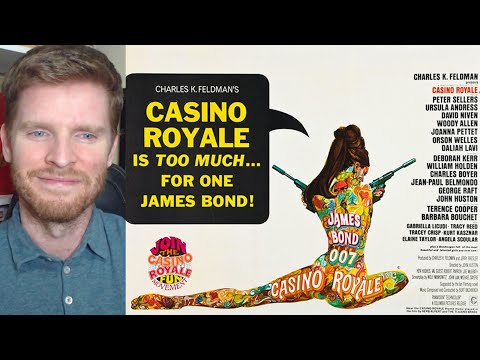 CHARLES K. FELDMAN'S
CASINO
ROYALE
IS TOO MUCH...
FOR ONE
JAMES BOND!
JOIN
THE
CASINO
ROYALE
FUN
MOVEMENT
JAMES
BOND
007
CASINO ROYALE
CHARLES K. FELDMAN
presents
CASINO ROYALE
PETER SELLERS
URSULA ANDRESS
DAVID NIVEN
WOODY ALLEN
JOANNA PETTET
ORSON WELLES
DALIAH LAVI
DEBORAH KERR
WILLIAM HOLDEN
CHARLES BOYER
JEAN-PAUL BELMONDO
GEORGE RAFT
JOHN HUSTON
TERENCE COOPER
BARBARA BOUCHET
GABRIELLA LICUDI · TRACY REED
TRACEY CRISP · KURT KASZNAR
ELAINE TAYLOR · ANGELA SCOULAR